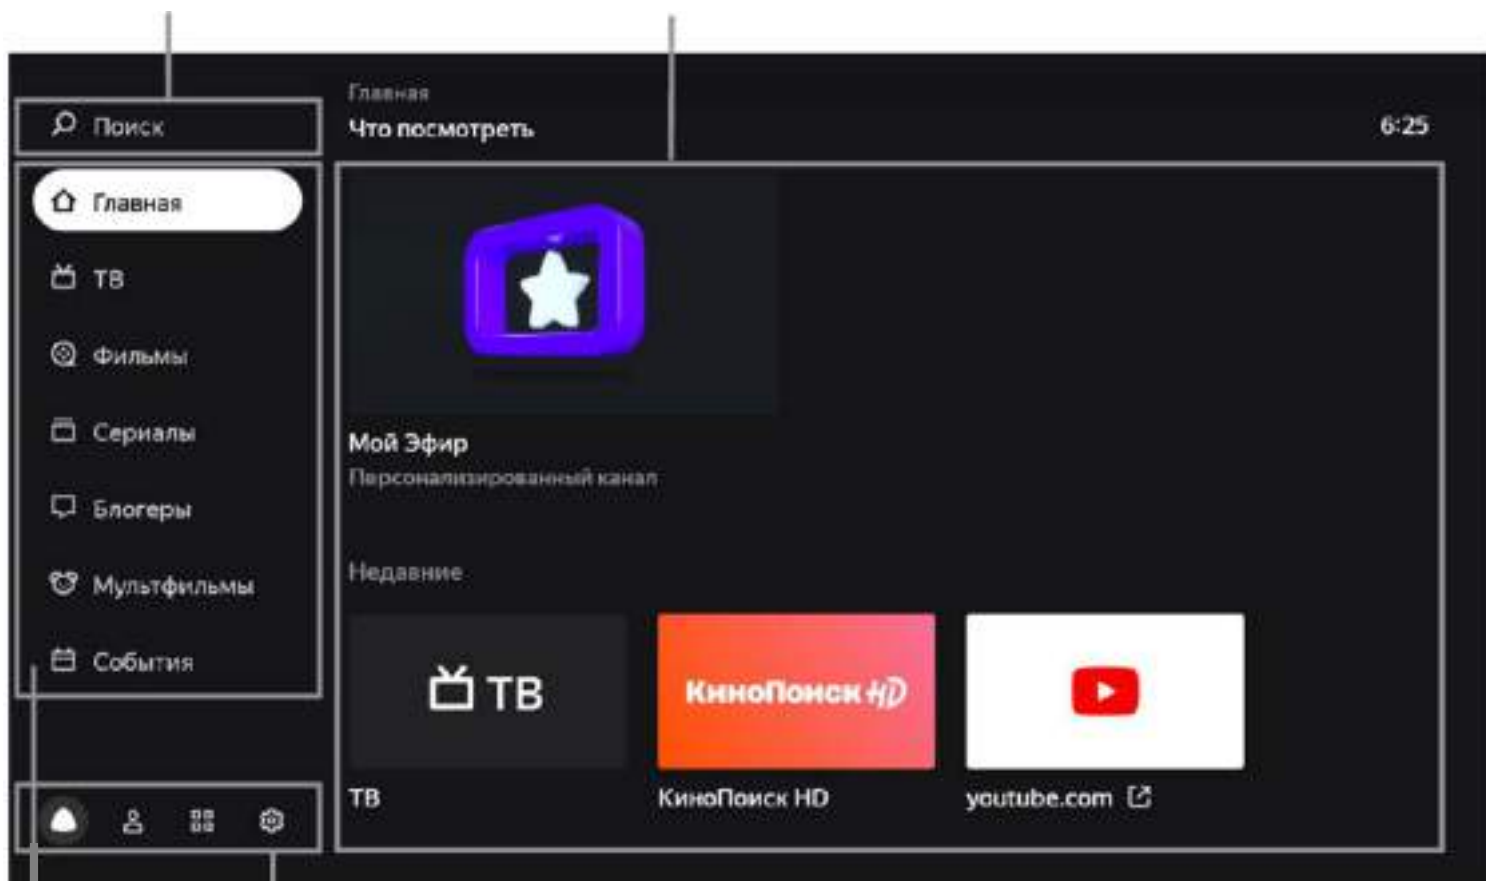 Поиск
Главная
ТВ
Фильмы
Сериалы
Блогеры
Мультфильмы
События
Главная
Что посмотреть
6:25
Мой Эфир
Персонализированный канал
Недавние
ТВ
КиноПоиск HD
ТВ
КиноПоиск HD
youtube.com